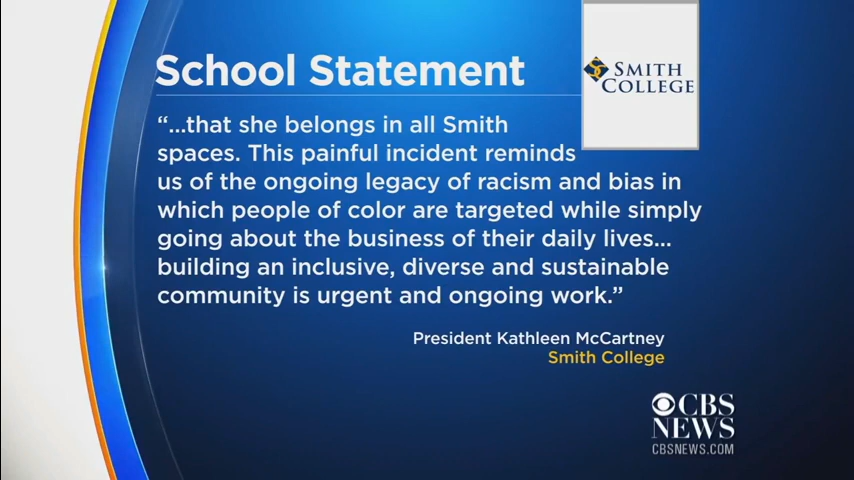 School Statement
SMITH
COLLEGE
“...that she belongs in all Smith
spaces. This painful incident reminds
us of the ongoing legacy of racism and bias in
which people of color are targeted while simply
going about the business of their daily lives...
building an inclusive, diverse and sustainable
community is urgent and ongoing work.”
President Kathleen McCartney
Smith College
CBS
NEWS
CBSNEWS.COM